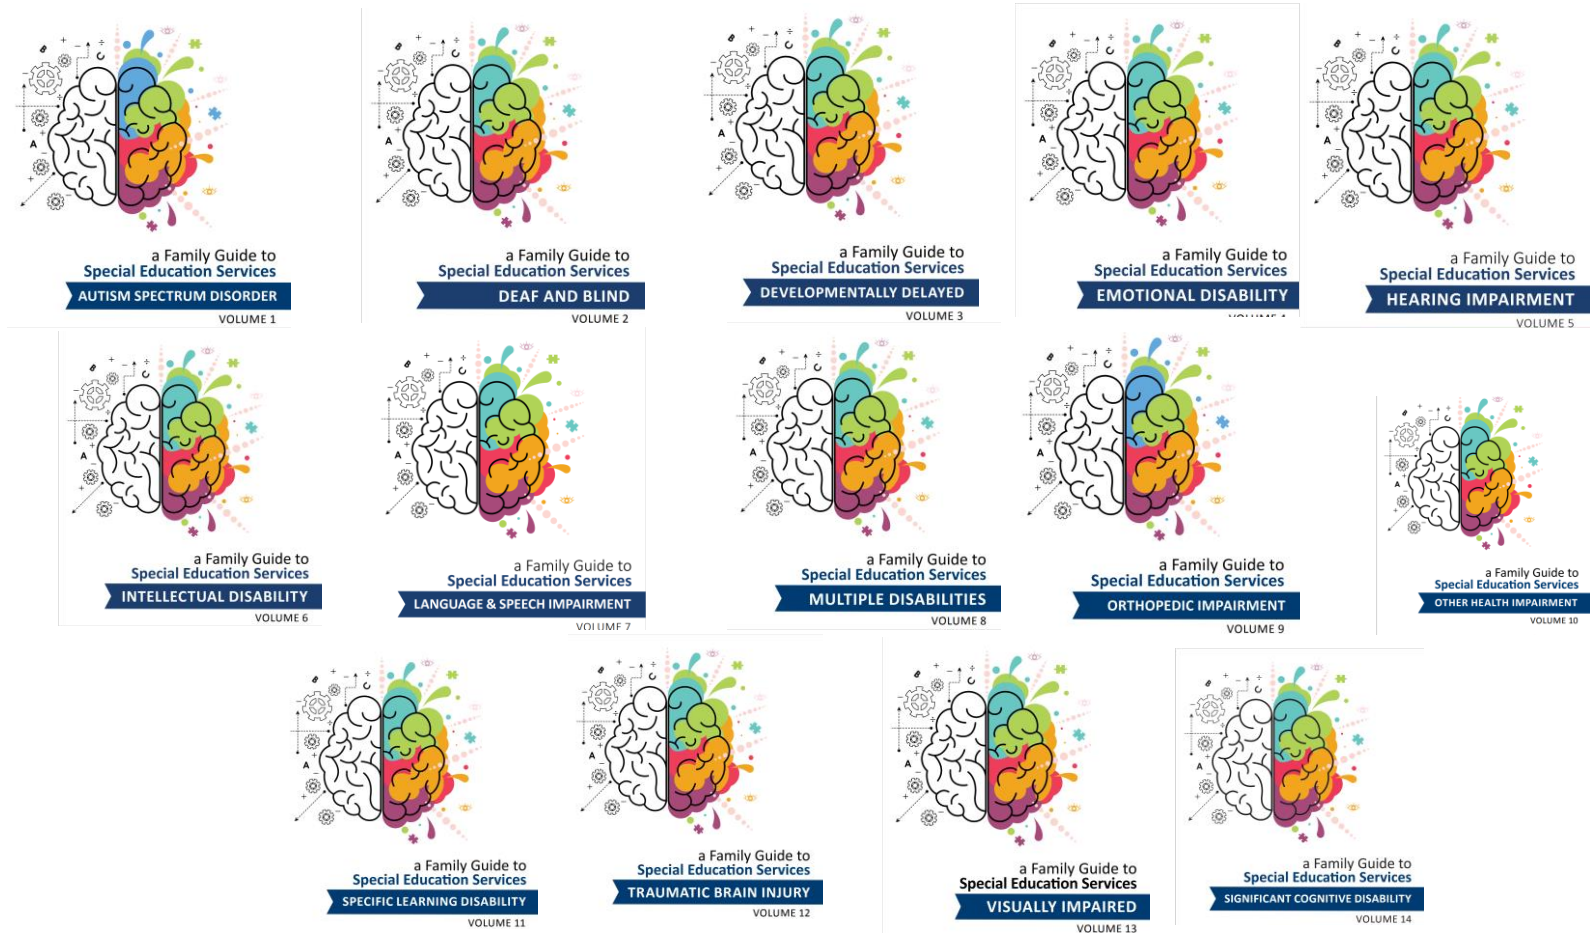 a Family Guide to
Special Education Services
AUTISM SPECTRUM DISORDER
VOLUME 1
a Family Guide to
Special Education Services
DEAF AND BLIND
VOLUME 2
a Family Guide to
Special Education Services
DEVELOPMENTALLY DELAYED
VOLUME 3
a Family Guide to
Special Education Services
EMOTIONAL DISABILITY
a Family Guide to
Special Education Services
HEARING IMPAIRMENT
VOLUME 5
a Family Guide to
Special Education Services
INTELLECTUAL DISABILITY
VOLUME 6
a Family Guide to
Special Education Services
LANGUAGE & SPEECH IMPAIRMENT
VOLUME 7
a Family Guide to
Special Education Services
MULTIPLE DISABILITIES
VOLUME 8
a Family Guide to
Special Education Services
ORTHOPEDIC IMPAIRMENT
VOLUME 9
a Family Guide to
Special Education Services
OTHER HEALTH IMPAIRMENT
VOLUME 10
a Family Guide to
Special Education Services
SPECIFIC LEARNING DISABILITY
VOLUME 11
a Family Guide to
Special Education Services
TRAUMATIC BRAIN INJURY
VOLUME 12
a Family Guide to
Special Education Services
VISUALLY IMPAIRED
VOLUME 13
a Family Guide to
Special Education Services
SIGNIFICANT COGNITIVE DISABILITY
VOLUME 14